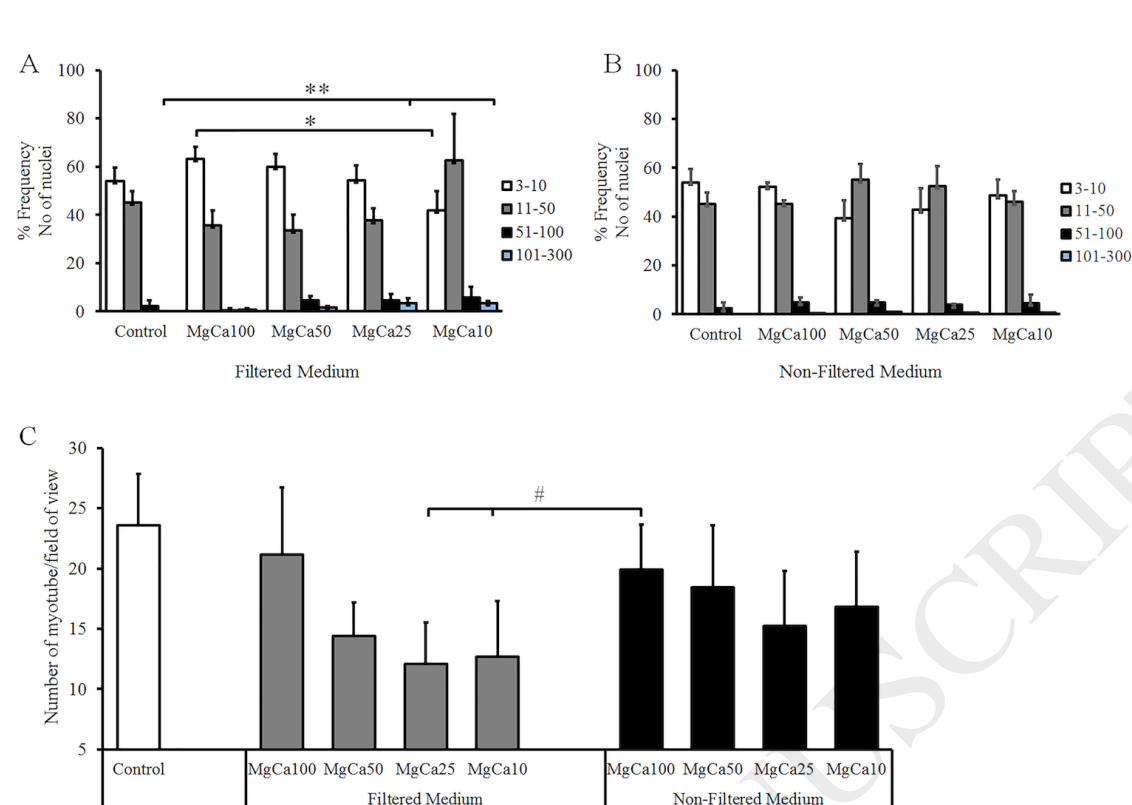 A
% Frequency
No of nuclei
100
80
60
40
20
0
**
*
3-10
11-50
51-100
101-300
Control MgCa100 MgCa50 MgCa25 MgCa10
Filtered Medium
B
% Frequency
No of nuclei
100
80
60
40
20
0
3-10
11-50
51-100
101-300
Control MgCa100 MgCa50 MgCa25 MgCa10
Non-Filtered Medium
C
Number of myotube/field of view
30
25
20
15
10
5
#
Control MgCa100 MgCa50 MgCa25 MgCa10 MgCa100 MgCa50 MgCa25 MgCa10
Filtered Medium Non-Filtered Medium
USCRIPT